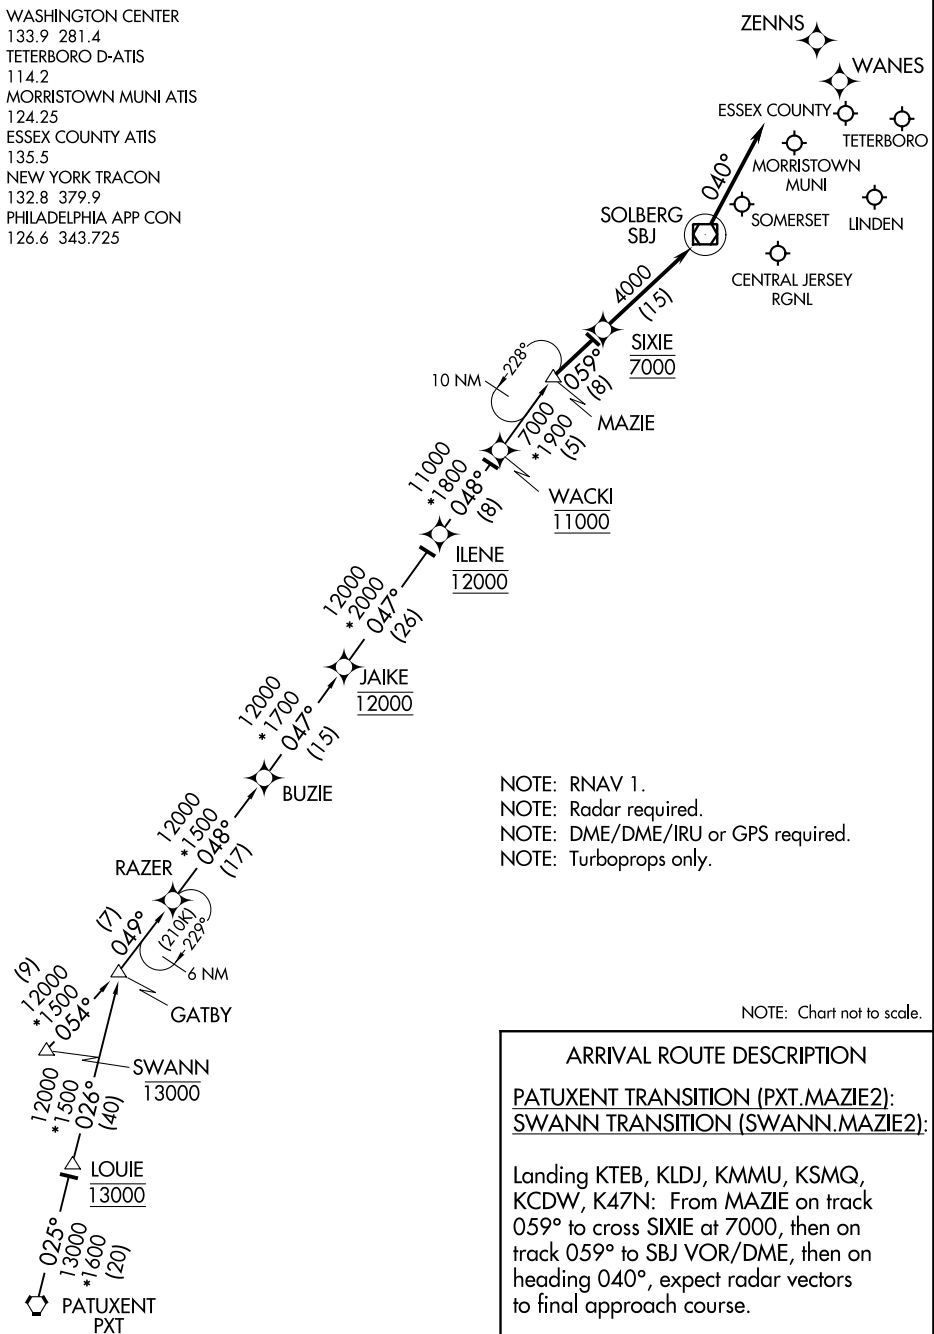 WASHINGTON CENTER
133.9 281.4
TETERBORO D-ATIS
114.2
MORRISTOWN MUNI ATIS
124.25
ESSEX COUNTY ATIS
135.5
NEW YORK TRACON
132.8 379.9
PHILADELPHIA APP CON
126.6 343.725
ZENNS
WANES
ESSEX COUNTY
TETERBORO
MORRISTOWN
MUNI
040°
SOLBERG
SBJ
SOMERSET
LINDEN
CENTRAL JERSEY
RGNL
4000
(15)
SIXIE
7000
228°
10 NM
059°
(8)
MAZIE
7000
*1900
(5)
WACKI
11000
11000
*1800
048°
(8)
ILENE
12000
12000
*2000
047°
(26)
JAIKE
12000
12000
*1700
047°
(15)
BUZIE
12000
*1500
048°
(17)
RAZER
(7)
049°
(210K)
229°
6 NM
GATBY
(9)
12000
*1500
054°
SWANN
13000
12000
*1500
026°
(40)
LOUIE
13000
025°
13000
*1600
(20)
PATUXENT
PXT
NOTE: RNAV 1.
NOTE: Radar required.
NOTE: DME/DME/IRU or GPS required.
NOTE: Turboprops only.
NOTE: Chart not to scale.
ARRIVAL ROUTE DESCRIPTION
PATUXENT TRANSITION (PXT.MAZIE2):
SWANN TRANSITION (SWANN.MAZIE2):
Landing KTEB, KLDJ, KMMU, KSMQ,
KCDW, K47N: From MAZIE on track
059° to cross SIXIE at 7000, then on
track 059° to SBJ VOR/DME, then on
heading 040°, expect radar vectors
to final approach course.